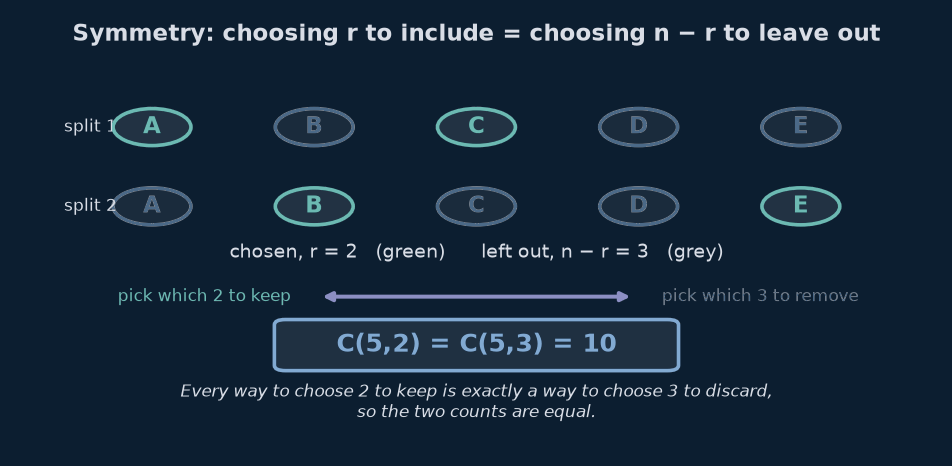 Symmetry: choosing r to include = choosing n − r to leave out
split 1 A B C D E
split 2 A B C D E
chosen, r = 2 (green) left out, n − r = 3 (grey)
pick which 2 to keep pick which 3 to remove
C(5,2) = C(5,3) = 10
Every way to choose 2 to keep is exactly a way to choose 3 to discard,
so the two counts are equal.